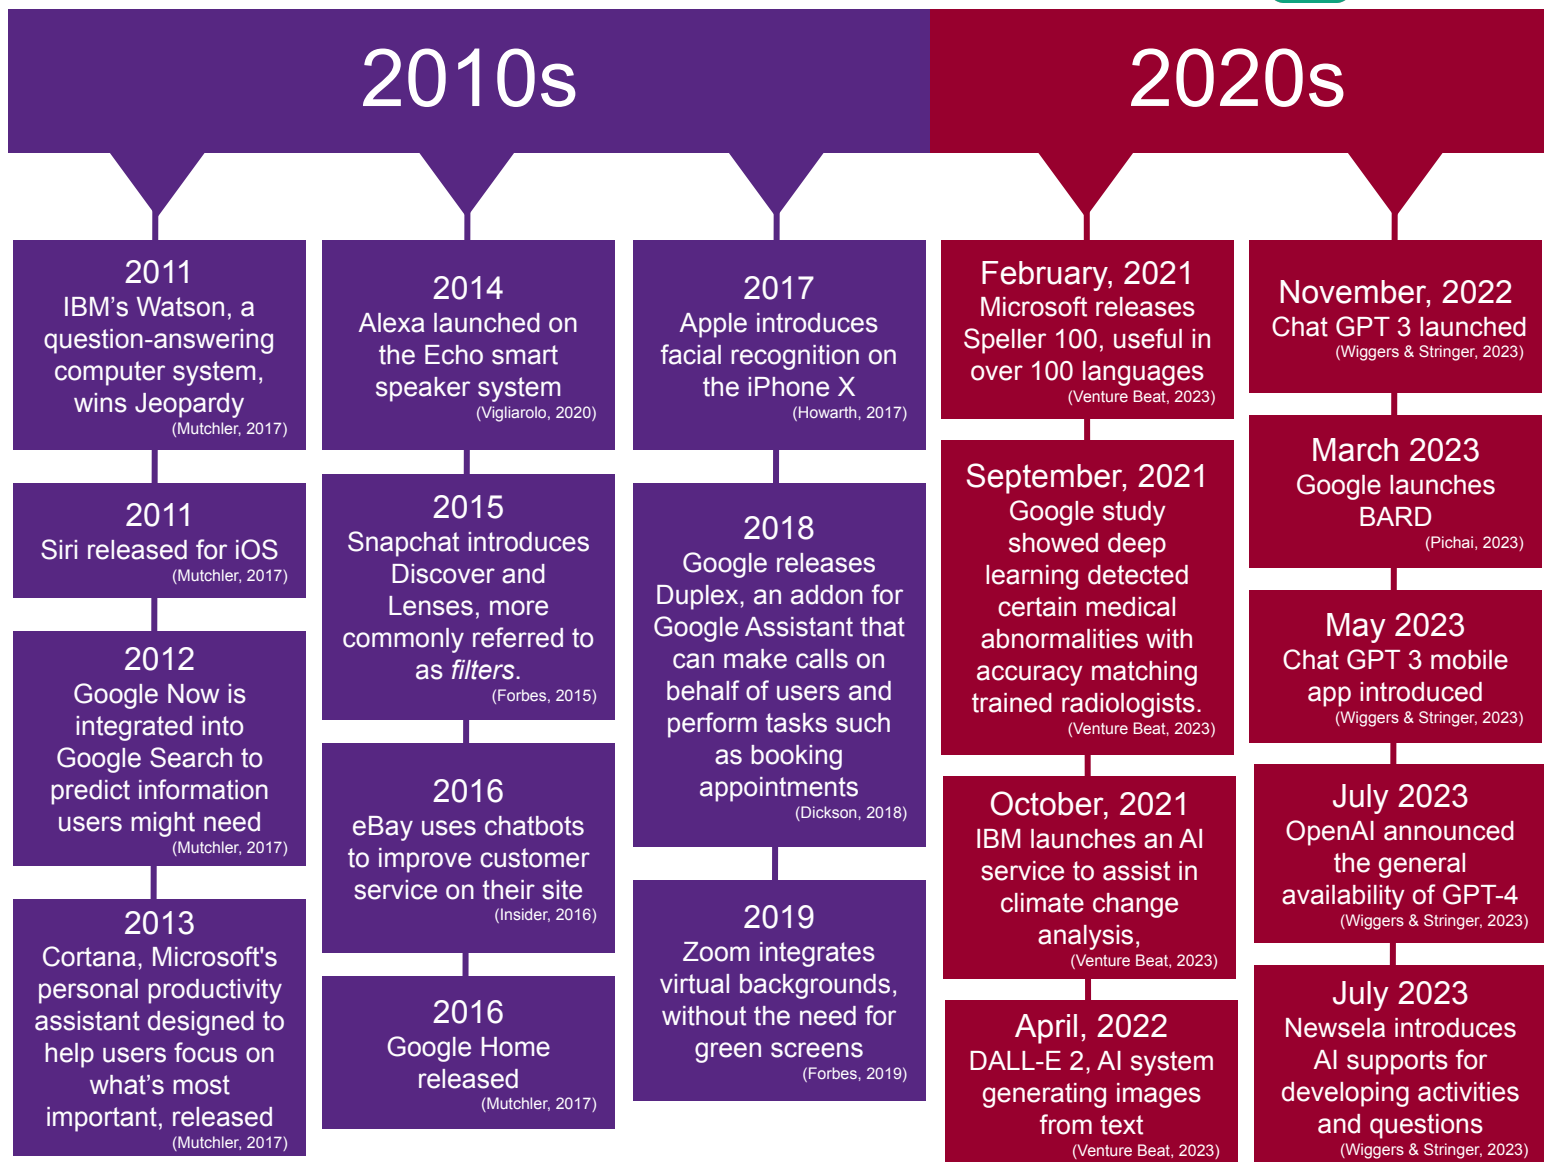 2010s
2011
IBM’s Watson, a
question-answering
computer system,
wins Jeopardy
(Mutchler, 2017)
2011
Siri released for iOS
(Mutchler, 2017)
2012
Google Now is
integrated into
Google Search to
predict information
users might need
(Mutchler, 2017)
2013
Cortana, Microsoft's
personal productivity
assistant designed to
help users focus on
what’s most
important, released
(Mutchler, 2017)
2014
Alexa launched on
the Echo smart
speaker system
(Vigliarolo, 2020)
2015
Snapchat introduces
Discover and
Lenses, more
commonly referred to
as filters.
(Forbes, 2015)
2016
eBay uses chatbots
to improve customer
service on their site
(Insider, 2016)
2016
Google Home
released
(Mutchler, 2017)
2017
Apple introduces
facial recognition on
the iPhone X
(Howarth, 2017)
2018
Google releases
Duplex, an addon for
Google Assistant that
can make calls on
behalf of users and
perform tasks such
as booking
appointments
(Dickson, 2018)
2019
Zoom integrates
virtual backgrounds,
without the need for
green screens
(Forbes, 2019)
2020s
February, 2021
Microsoft releases
Speller 100, useful in
over 100 languages
(Venture Beat, 2023)
September, 2021
Google study
showed deep
learning detected
certain medical
abnormalities with
accuracy matching
trained radiologists.
(Venture Beat, 2023)
October, 2021
IBM launches an AI
service to assist in
climate change
analysis,
(Venture Beat, 2023)
April, 2022
DALL-E 2, AI system
generating images
from text
(Venture Beat, 2023)
November, 2022
Chat GPT 3 launched
(Wiggers & Stringer, 2023)
March 2023
Google launches
BARD
(Pichai, 2023)
May 2023
Chat GPT 3 mobile
app introduced
(Wiggers & Stringer, 2023)
July 2023
OpenAI announced
the general
availability of GPT-4
(Wiggers & Stringer, 2023)
July 2023
Newsela introduces
AI supports for
developing activities
and questions
(Wiggers & Stringer, 2023)